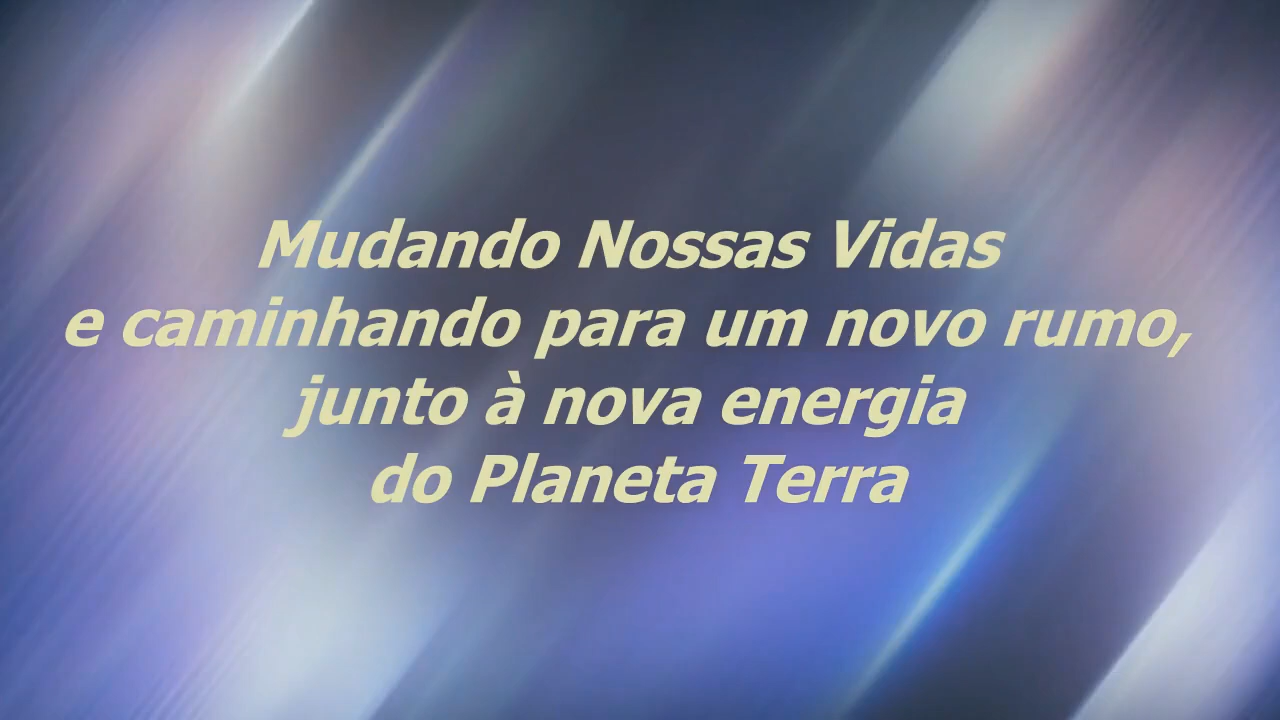 Mudando Nossas Vidas
e caminhando para um novo rumo,
junto à nova energia
do Planeta Terra